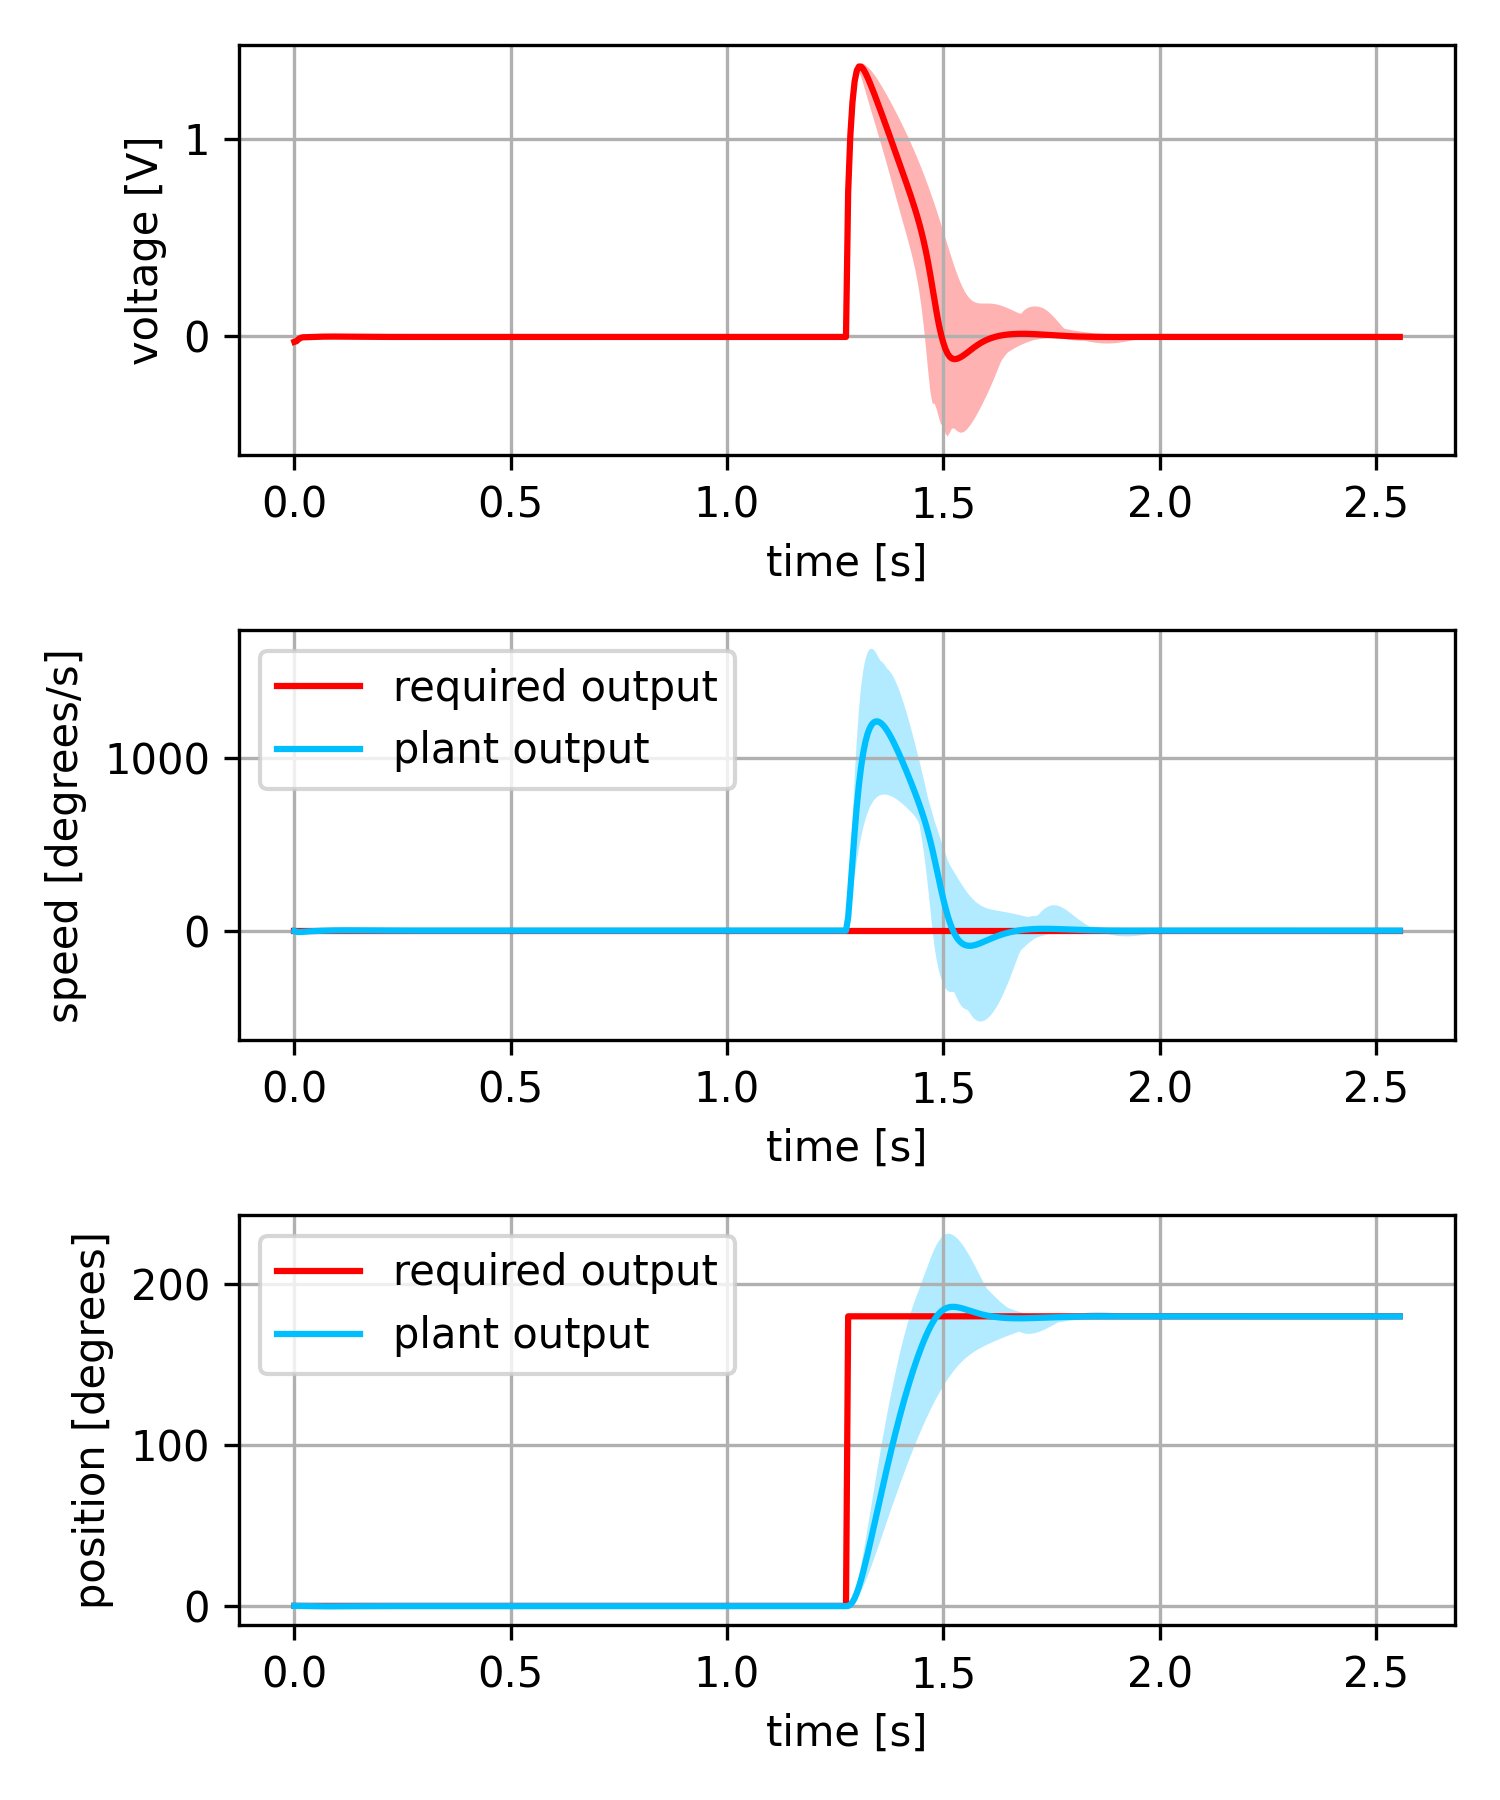 voltage [V]
1
0
0.0 0.5 1.0 1.5 2.0 2.5
time [s]
speed [degrees/s]
1000
0
required output
plant output
0.0 0.5 1.0 1.5 2.0 2.5
time [s]
position [degrees]
200
100
0
required output
plant output
0.0 0.5 1.0 1.5 2.0 2.5
time [s]